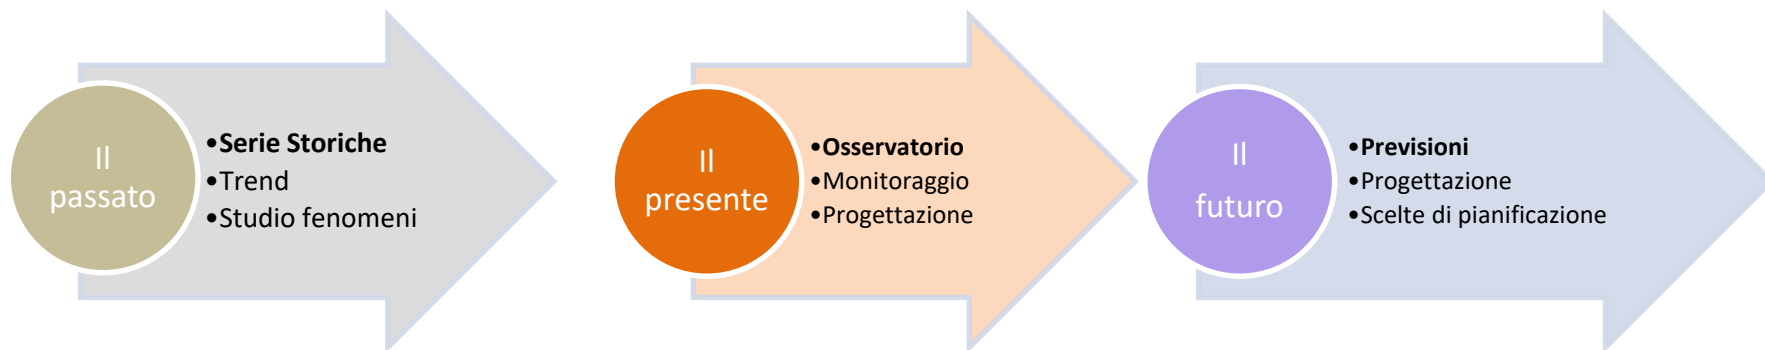 Il
passato
•Serie Storiche
•Trend
•Studio fenomeni
Il
presente
•Osservatorio
•Monitoraggio
•Progettazione
Il
futuro
•Previsioni
•Progettazione
•Scelte di pianificazione